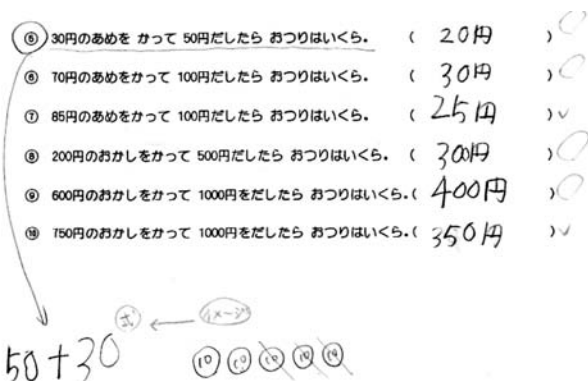 ⑤ 30円のあめを かって 50円だしたら おつりはいくら. ( 20円 )
⑥ 70円のあめをかって 100円だしたら おつりはいくら. ( 30円 )
⑦ 85円のあめをかって 100円だしたら おつりはいくら. ( 25円 )
⑧ 200円のおかしをかって 500円だしたら おつりはいくら. ( 300円 )
⑨ 600円のおかしをかって 1000円をだしたら おつりはいくら. ( 400円 )
⑩ 750円のおかしをかって 1000円をだしたら おつりはいくら. ( 350円 )
式 ← イメージ
50+30 10 10 10 10 10